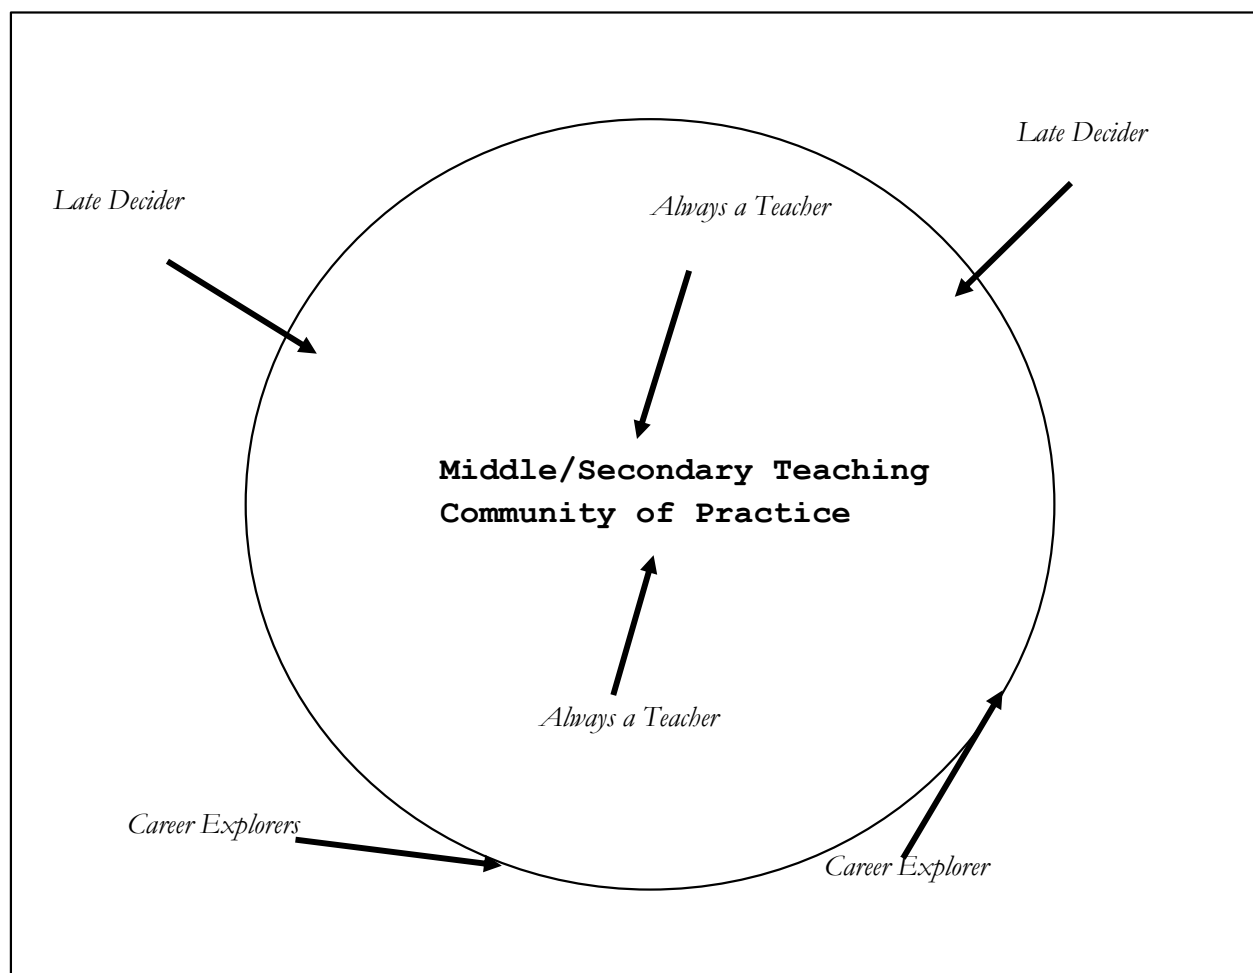 Late Decider
Late Decider
Always a Teacher
Middle/Secondary Teaching
Community of Practice
Always a Teacher
Career Explorers
Career Explorer